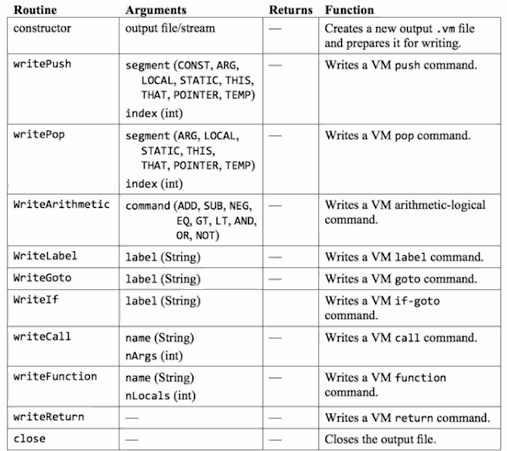 Routine Arguments Returns Function
constructor output file/stream — Creates a new output .vm file
and prepares it for writing.
writePush segment (CONST, ARG, — Writes a VM push command.
LOCAL, STATIC, THIS,
THAT, POINTER, TEMP)
index (int)
writePop segment (ARG, LOCAL, — Writes a VM pop command.
STATIC, THIS,
THAT, POINTER, TEMP)
index (int)
WriteArithmetic command (ADD, SUB, NEG, — Writes a VM arithmetic-logical
EQ, GT, LT, AND, command.
OR, NOT)
WriteLabel label (String) — Writes a VM label command.
WriteGoto label (String) — Writes a VM goto command.
WriteIf label (String) — Writes a VM if-goto
command.
writeCall name (String) — Writes a VM call command.
nArgs (int)
writeFunction name (String) — Writes a VM function
nLocals (int) command.
writeReturn — — Writes a VM return command.
close — — Closes the output file.